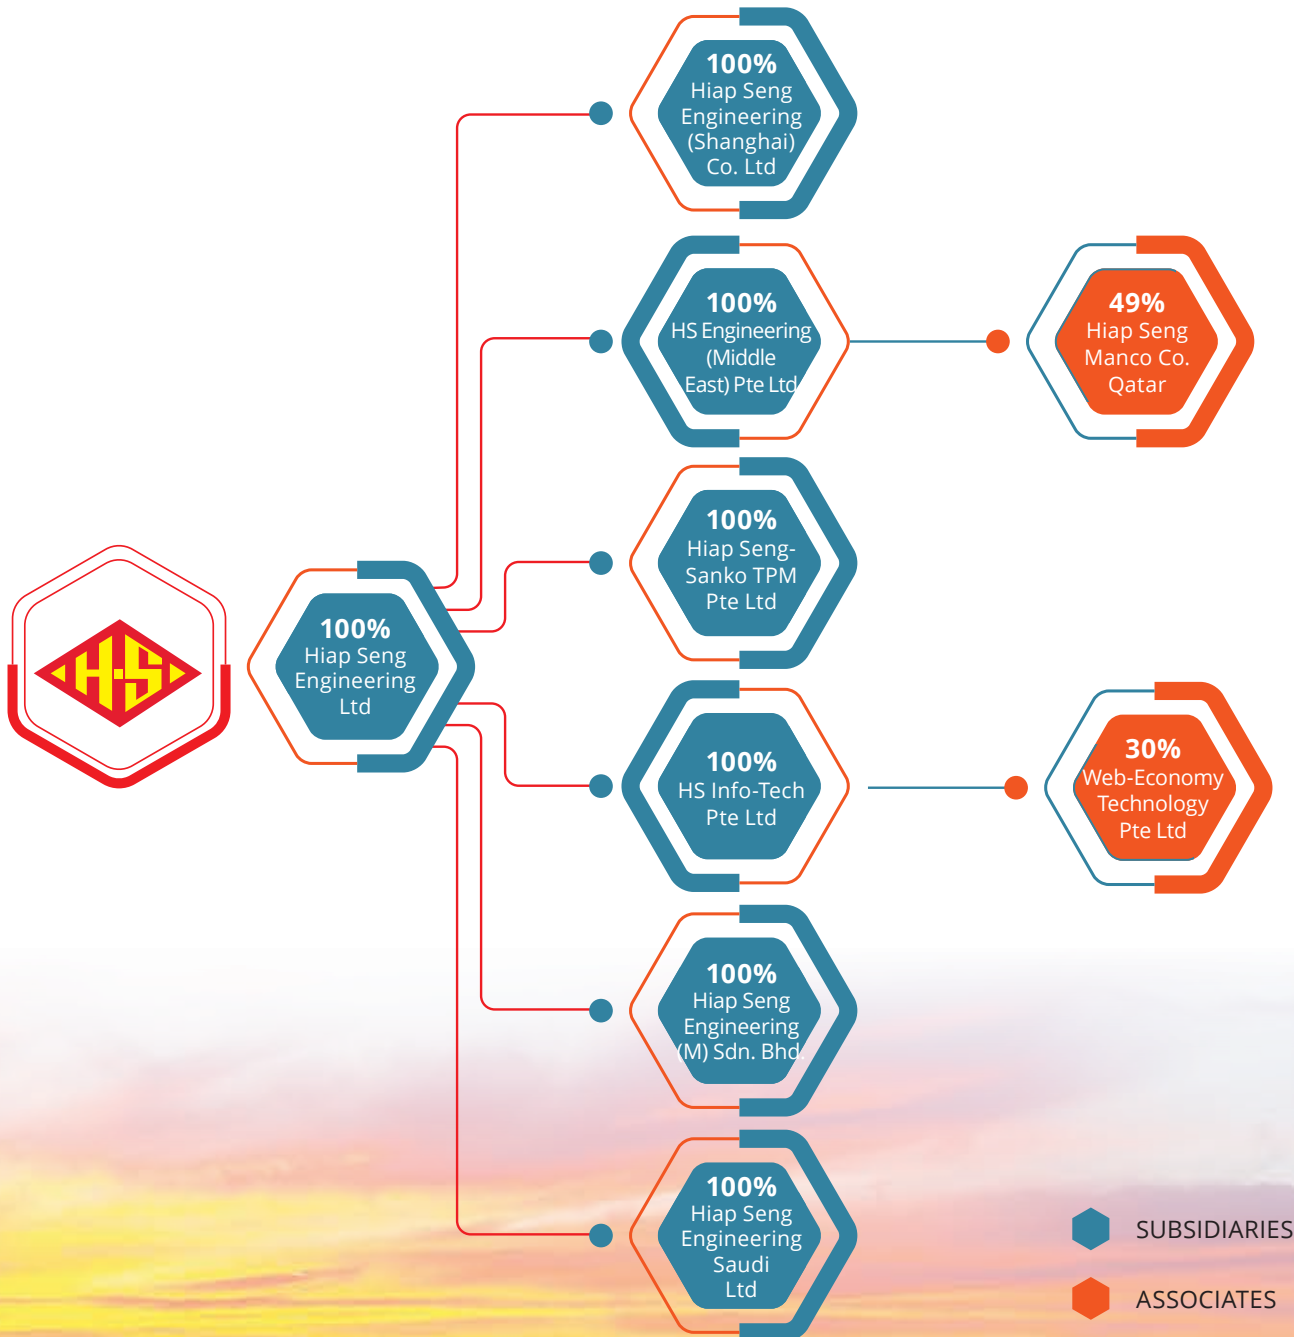 100%
Hiap Seng
Engineering
(Shanghai)
Co. Ltd
100%
HS Engineering
(Middle
East) Pte Ltd
49%
Hiap Seng
Manco Co.
Qatar
100%
Hiap Seng-
Sanko TPM
Pte Ltd
H-S
100%
Hiap Seng
Engineering
Ltd
100%
HS Info-Tech
Pte Ltd
30%
Web-Economy
Technology
Pte Ltd
100%
Hiap Seng
Engineering
(M) Sdn. Bhd.
100%
Hiap Seng
Engineering
Saudi
Ltd
SUBSIDIARIES
ASSOCIATES